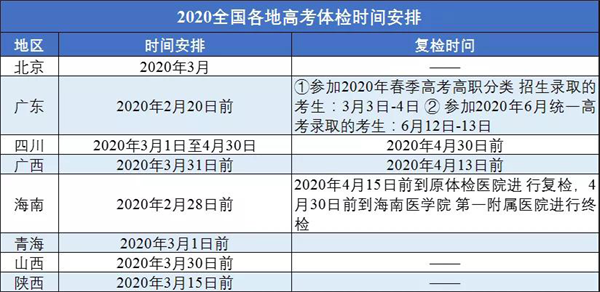 2020全国各地高考体检时间安排
地区 时间安排 复检时问
北京 2020年3月 ——
广东 2020年2月20日前 ①参加2020年春季高考高职分类 招生录取的
考生：3月3日-4日 ② 参加2020年6月统一高
考录取的考生：6月12日-13日
四川 2020年3月1日至4月30日 2020年4月30日前
广西 2020年3月31日前 2020年4月13日前
海南 2020年2月28日前 2020年4月15日前到原体检医院进 行复检，4
月30日前到海南医学院 第一附属医院进行终
检
青海 2020年3月1日前
山西 2020年3月30日前 ——
陕西 2020年3月15日前 ——